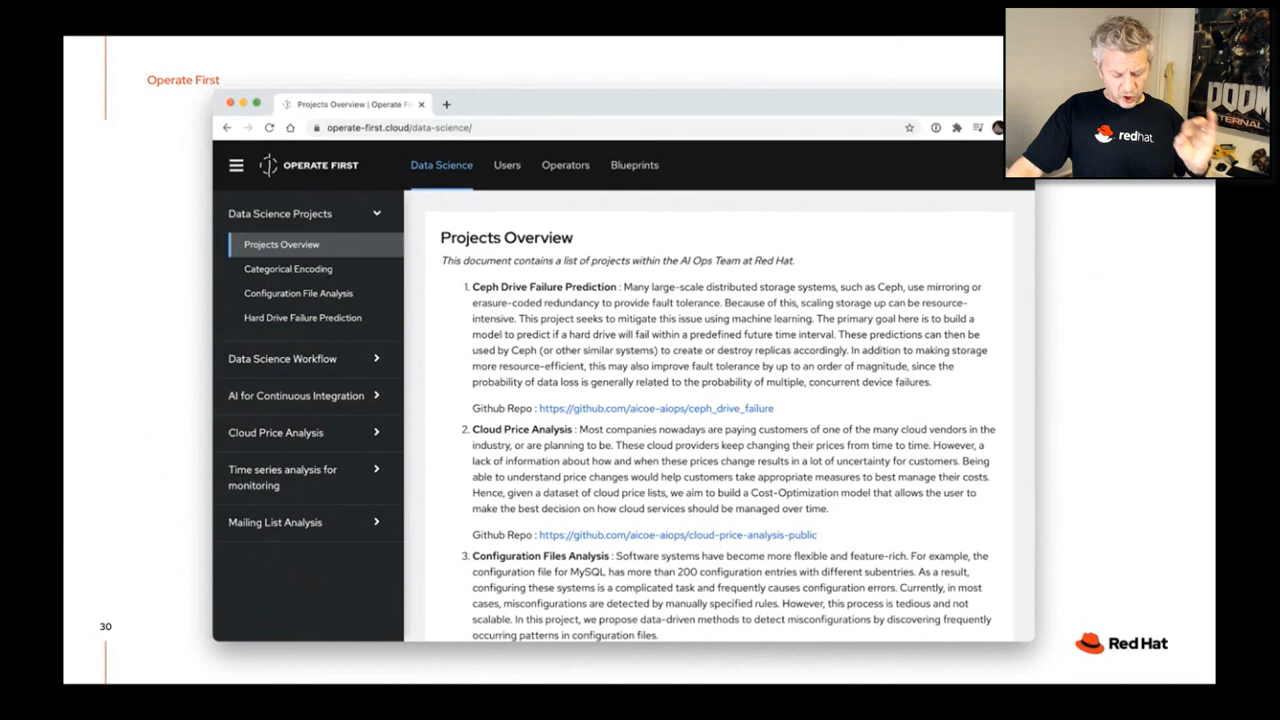 Operate First
Projects Overview | Operate Fi
operate-first.cloud/data-science/
OPERATE FIRST
Data Science
Users
Operators
Blueprints
Data Science Projects
Projects Overview
Categorical Encoding
Configuration File Analysis
Hard Drive Failure Prediction
Data Science Workflow
AI for Continuous Integration
Cloud Price Analysis
Time series analysis for
monitoring
Mailing List Analysis
Projects Overview
This document contains a list of projects within the AI Ops Team at Red Hat.
1. Ceph Drive Failure Prediction : Many large-scale distributed storage systems, such as Ceph, use mirroring or
erasure-coded redundancy to provide fault tolerance. Because of this, scaling storage up can be resource-
intensive. This project seeks to mitigate this issue using machine learning. The primary goal here is to build a
model to predict if a hard drive will fail within a predefined future time interval. These predictions can then be
used by Ceph (or other similar systems) to create or destroy replicas accordingly. In addition to making storage
more resource-efficient, this may also improve fault tolerance by up to an order of magnitude, since the
probability of data loss is generally related to the probability of multiple, concurrent device failures.
Github Repo : https://github.com/aicoe-aiops/ceph_drive_failure
2. Cloud Price Analysis : Most companies nowadays are paying customers of one of the many cloud vendors in the
industry, or are planning to be. These cloud providers keep changing their prices from time to time. However, a
lack of information about how and when these prices change results in a lot of uncertainty for customers. Being
able to understand price changes would help customers take appropriate measures to best manage their costs.
Hence, given a dataset of cloud price lists, we aim to build a Cost-Optimization model that allows the user to
make the best decision on how cloud services should be managed over time.
Github Repo : https://github.com/aicoe-aiops/cloud-price-analysis-public
3. Configuration Files Analysis : Software systems have become more flexible and feature-rich. For example, the
configuration file for MySQL has more than 200 configuration entries with different subentries. As a result,
configuring these systems is a complicated task and frequently causes configuration errors. Currently, in most
cases, misconfigurations are detected by manually specified rules. However, this process is tedious and not
scalable. In this project, we propose data-driven methods to detect misconfigurations by discovering frequently
occurring patterns in configuration files.
30
Red Hat
redhat.
DOOM
TERNAL